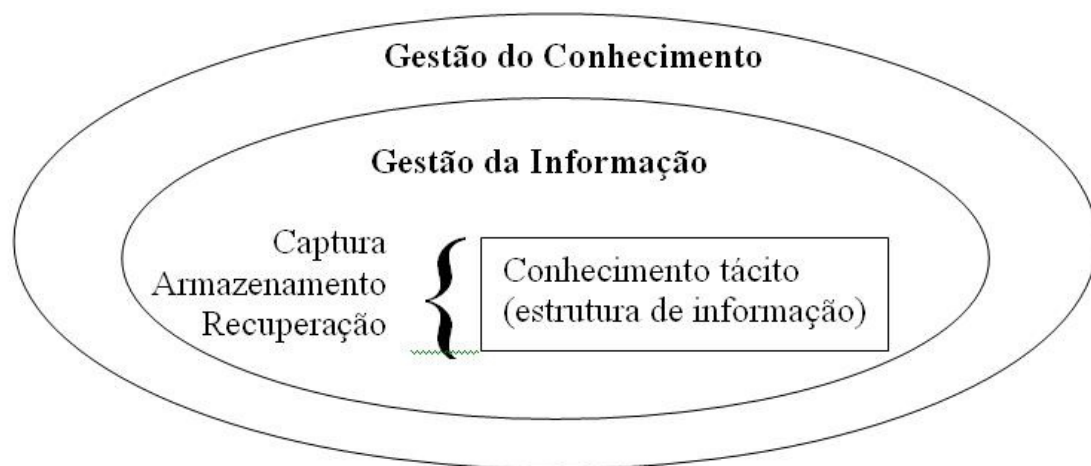 Gestão do Conhecimento
Gestão da Informação
Captura
Armazenamento
Recuperação
Conhecimento tácito
(estrutura de informação)